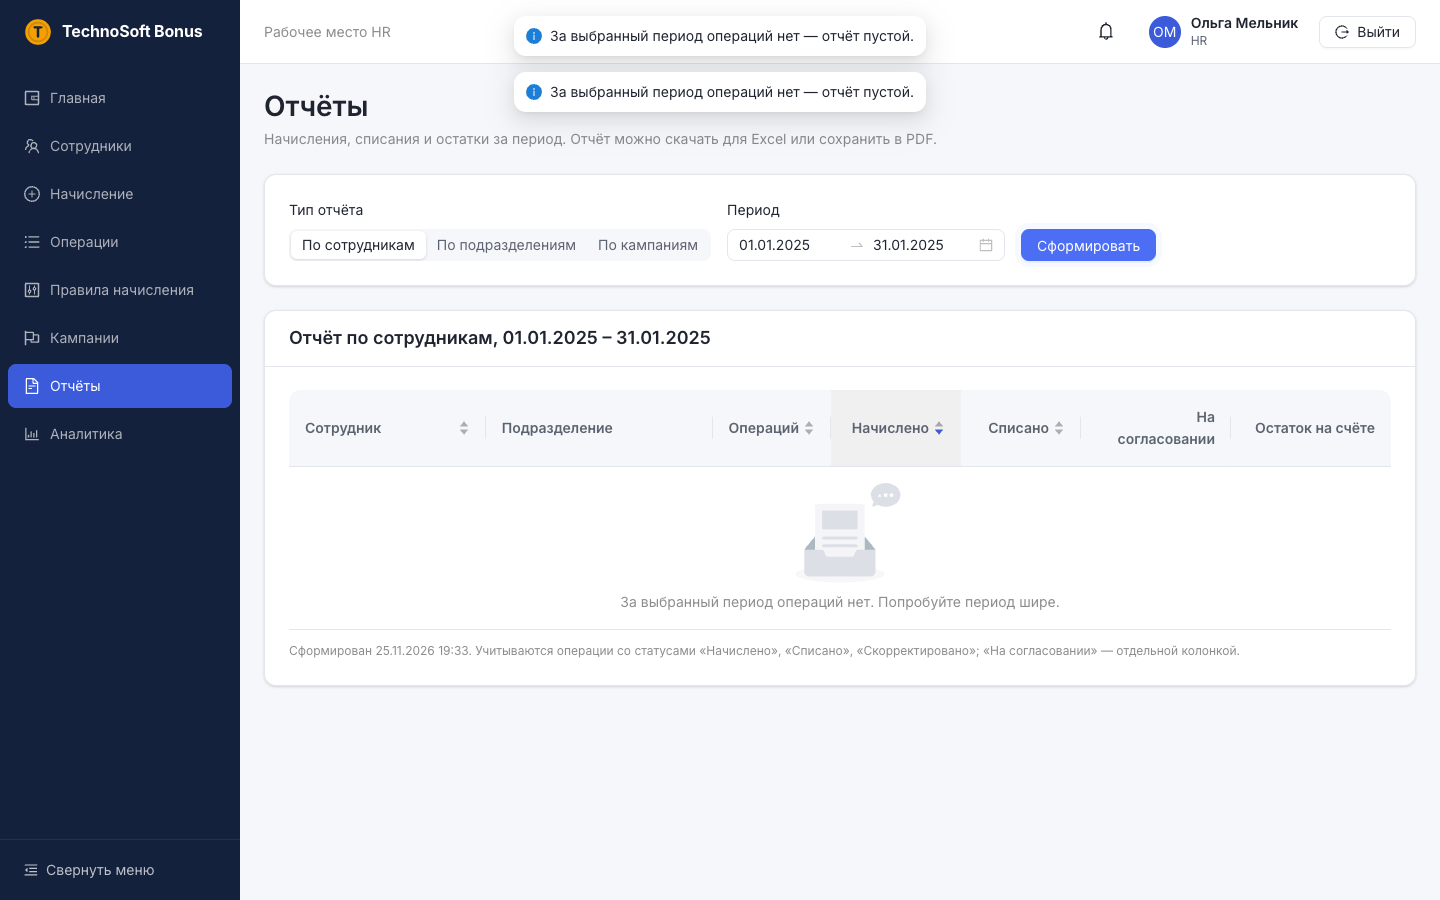 TechnoSoft Bonus
Рабочее место HR
За выбранный период операций нет — отчёт пустой.
За выбранный период операций нет — отчёт пустой.
ОМ
Ольга Мельник
HR
Выйти
Главная
Сотрудники
Начисление
Операции
Правила начисления
Кампании
Отчёты
Аналитика
Свернуть меню
Отчёты
Начисления, списания и остатки за период. Отчёт можно скачать для Excel или сохранить в PDF.
Тип отчёта
По сотрудникам
По подразделениям
По кампаниям
Период
01.01.2025
31.01.2025
Сформировать
Отчёт по сотрудникам, 01.01.2025 – 31.01.2025
Сотрудник
Подразделение
Операций
Начислено
Списано
На
согласовании
Остаток на счёте
За выбранный период операций нет. Попробуйте период шире.
Сформирован 25.11.2026 19:33. Учитываются операции со статусами «Начислено», «Списано», «Скорректировано»; «На согласовании» — отдельной колонкой.